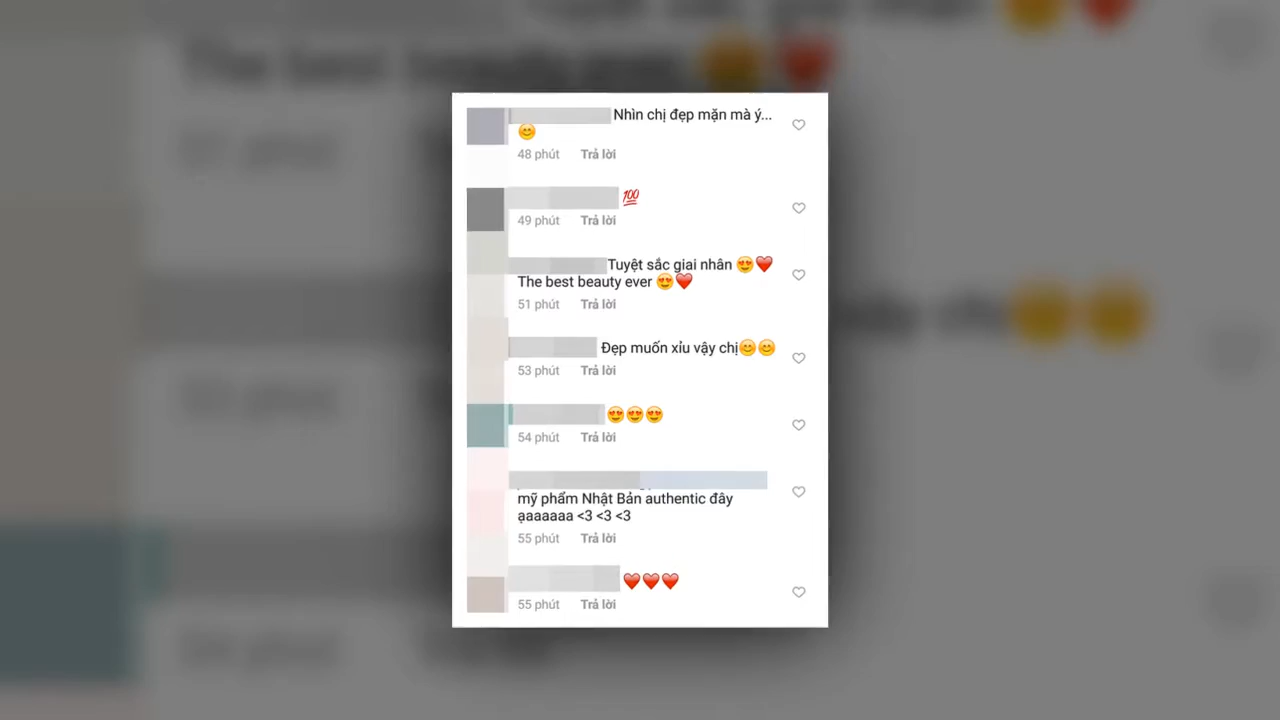 Nhìn chị đẹp mặn mà ý...
😊
48 phút Trả lời
💯
49 phút Trả lời
Tuyệt sắc giai nhân 😍❤️
The best beauty ever 😍❤️
51 phút Trả lời
Đẹp muốn xỉu vậy chị😊😊
53 phút Trả lời
😍😍😍
54 phút Trả lời
mỹ phẩm Nhật Bản authentic đây
ạaaaaaa <3 <3 <3
55 phút Trả lời
❤️❤️❤️
55 phút Trả lời